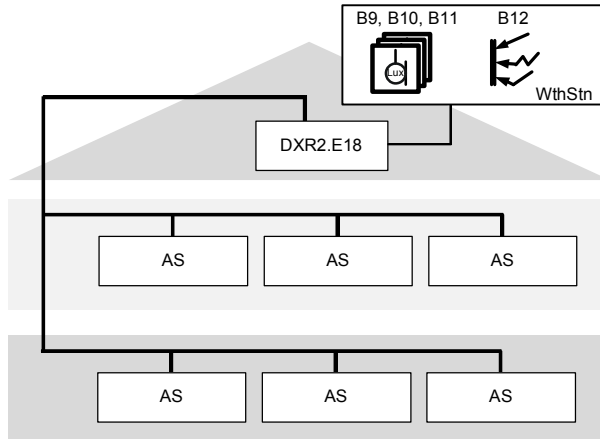 B9, B10, B11
B12
Lux
WthStn
DXR2.E18
AS
AS
AS
AS
AS
AS